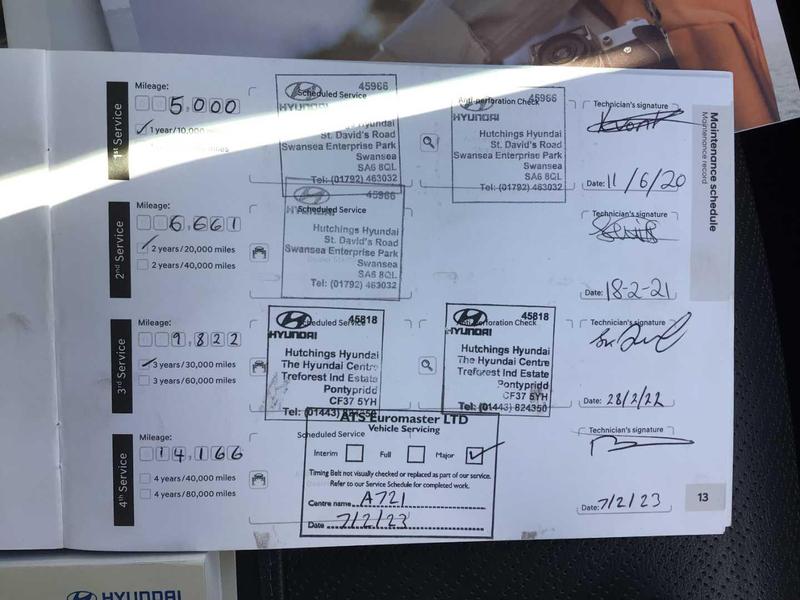 Maintenance schedule
Maintenance record
1st Service
Mileage:
5,000
1 year/10,000
Scheduled Service
45966
HYUNDAI
St. David's Road
Swansea Enterprise Park
Swansea
SA6 8QL
Tel: (01792) 463032
Anti-perforation Check
45966
HYUNDAI
Hutchings Hyundai
St. David's Road
Swansea Enterprise Park
Swansea
SA6 8QL
Tel: (01792) 463032
Technician's signature
Date: 11/6/20
2nd Service
Mileage:
6,661
2 years/20,000 miles
2 years/40,000 miles
Scheduled Service
45966
Hutchings Hyundai
St. David's Road
Swansea Enterprise Park
Swansea
SA6 8QL
Tel: (01792) 463032
Technician's signature
Date: 18-2-21
3rd Service
Mileage:
9,822
3 years/30,000 miles
3 years/60,000 miles
Scheduled Service
45818
HYUNDAI
Hutchings Hyundai
The Hyundai Centre
Treforest Ind Estate
Pontypridd
CF37 5YH
Tel: (01443) 824350
Anti-perforation Check
45818
HYUNDAI
Hutchings Hyundai
The Hyundai Centre
Treforest Ind Estate
Pontypridd
CF37 5YH
Tel: (01443) 824350
Technician's signature
Date: 28/2/22
4th Service
Mileage:
14,166
4 years/40,000 miles
4 years/80,000 miles
ATS Euromaster LTD
Vehicle Servicing
Scheduled Service
Interim Full Major
Timing Belt not visually checked or replaced as part of our service.
Refer to our Service Schedule for completed work.
Centre name A721
Date 7/2/23
Technician's signature
Date: 7/2/23
13
HYUNDAI